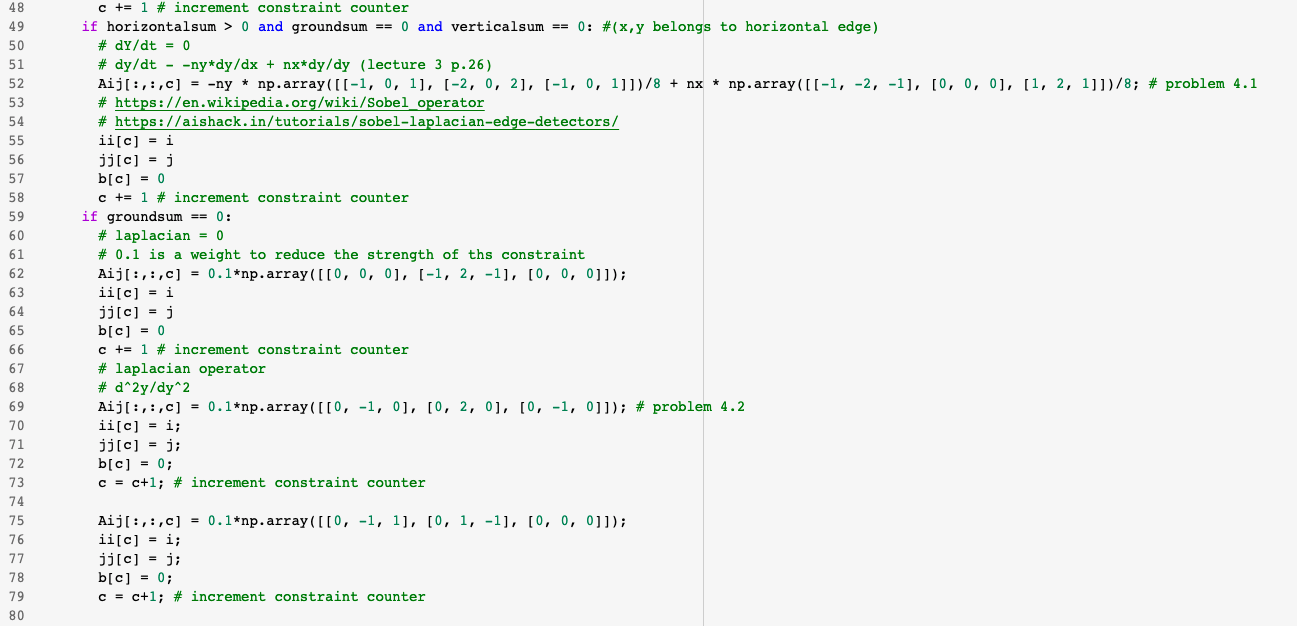 48 c += 1 # increment constraint counter
49 if horizontalsum > 0 and groundsum == 0 and verticalsum == 0: #(x,y belongs to horizontal edge)
50 # dY/dt = 0
51 # dy/dt - -ny*dy/dx + nx*dy/dy (lecture 3 p.26)
52 Aij[:,:,c] = -ny * np.array([[-1, 0, 1], [-2, 0, 2], [-1, 0, 1]])/8 + nx * np.array([[-1, -2, -1], [0, 0, 0], [1, 2, 1]])/8; # problem 4.1
53 # https://en.wikipedia.org/wiki/Sobel_operator
54 # https://aishack.in/tutorials/sobel-laplacian-edge-detectors/
55 ii[c] = i
56 jj[c] = j
57 b[c] = 0
58 c += 1 # increment constraint counter
59 if groundsum == 0:
60 # laplacian = 0
61 # 0.1 is a weight to reduce the strength of ths constraint
62 Aij[:,:,c] = 0.1*np.array([[0, 0, 0], [-1, 2, -1], [0, 0, 0]]);
63 ii[c] = i
64 jj[c] = j
65 b[c] = 0
66 c += 1 # increment constraint counter
67 # laplacian operator
68 # d^2y/dy^2
69 Aij[:,:,c] = 0.1*np.array([[0, -1, 0], [0, 2, 0], [0, -1, 0]]); # problem 4.2
70 ii[c] = i;
71 jj[c] = j;
72 b[c] = 0;
73 c = c+1; # increment constraint counter
74
75 Aij[:,:,c] = 0.1*np.array([[0, -1, 1], [0, 1, -1], [0, 0, 0]]);
76 ii[c] = i;
77 jj[c] = j;
78 b[c] = 0;
79 c = c+1; # increment constraint counter
80